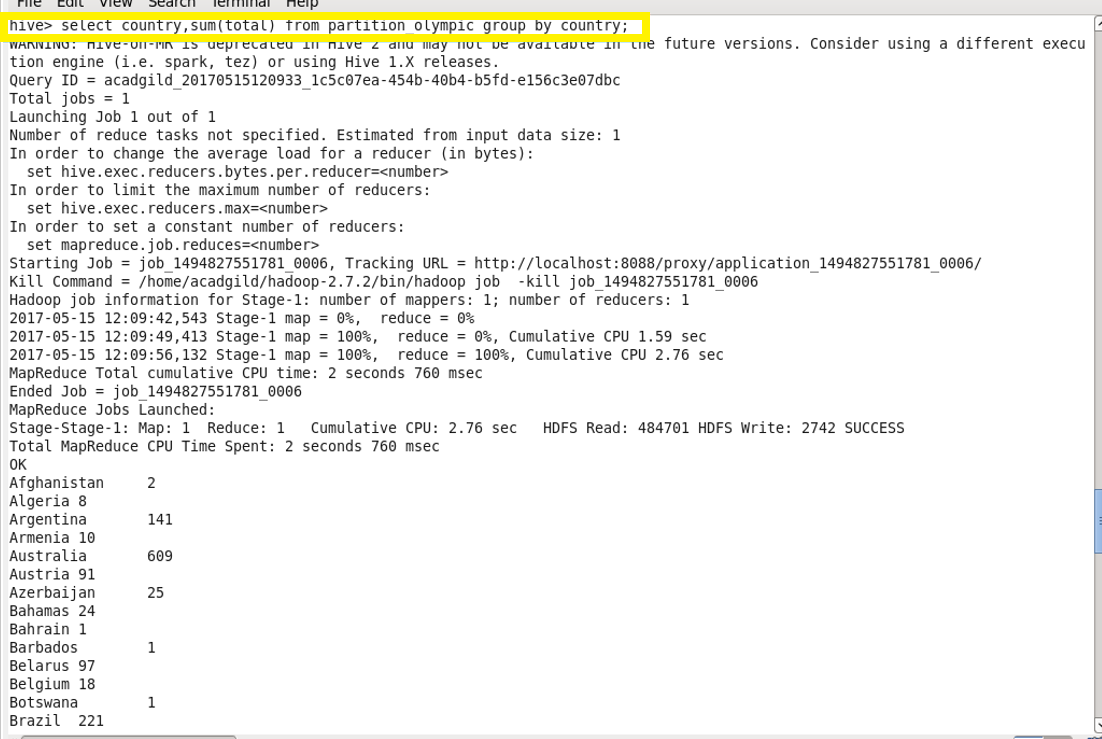 File Edit View Search Terminal Help
hive> select country,sum(total) from partition_olympic group by country;
WARNING: Hive-on-MR is deprecated in Hive 2 and may not be available in the future versions. Consider using a different execu
tion engine (i.e. spark, tez) or using Hive 1.X releases.
Query ID = acadgild_20170515120933_1c5c07ea-454b-40b4-b5fd-e156c3e07dbc
Total jobs = 1
Launching Job 1 out of 1
Number of reduce tasks not specified. Estimated from input data size: 1
In order to change the average load for a reducer (in bytes):
  set hive.exec.reducers.bytes.per.reducer=<number>
In order to limit the maximum number of reducers:
  set hive.exec.reducers.max=<number>
In order to set a constant number of reducers:
  set mapreduce.job.reduces=<number>
Starting Job = job_1494827551781_0006, Tracking URL = http://localhost:8088/proxy/application_1494827551781_0006/
Kill Command = /home/acadgild/hadoop-2.7.2/bin/hadoop job  -kill job_1494827551781_0006
Hadoop job information for Stage-1: number of mappers: 1; number of reducers: 1
2017-05-15 12:09:42,543 Stage-1 map = 0%,  reduce = 0%
2017-05-15 12:09:49,413 Stage-1 map = 100%,  reduce = 0%, Cumulative CPU 1.59 sec
2017-05-15 12:09:56,132 Stage-1 map = 100%,  reduce = 100%, Cumulative CPU 2.76 sec
MapReduce Total cumulative CPU time: 2 seconds 760 msec
Ended Job = job_1494827551781_0006
MapReduce Jobs Launched:
Stage-Stage-1: Map: 1  Reduce: 1   Cumulative CPU: 2.76 sec   HDFS Read: 484701 HDFS Write: 2742 SUCCESS
Total MapReduce CPU Time Spent: 2 seconds 760 msec
OK
Afghanistan     2
Algeria 8
Argentina       141
Armenia 10
Australia       609
Austria 91
Azerbaijan      25
Bahamas 24
Bahrain 1
Barbados        1
Belarus 97
Belgium 18
Botswana        1
Brazil  221